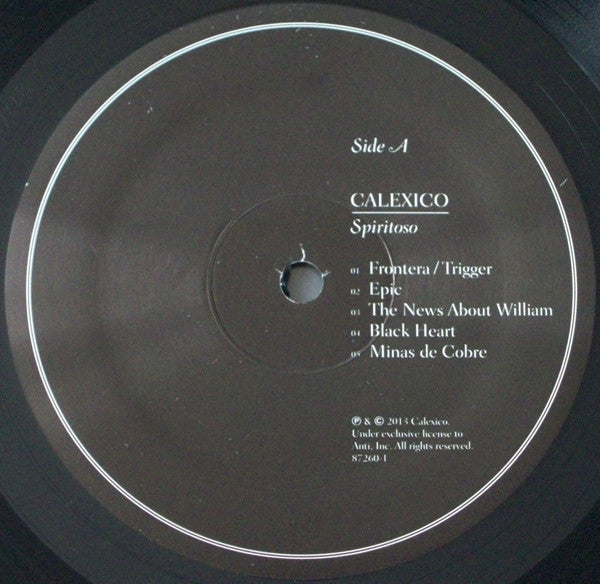 Side A
CALEXICO
Spiritoso
01 Frontera / Trigger
02 Epic
03 The News About William
04 Black Heart
05 Minas de Cobre
℗ & © 2013 Calexico.
Under exclusive license to
Anti, Inc. All rights reserved.
87260-1